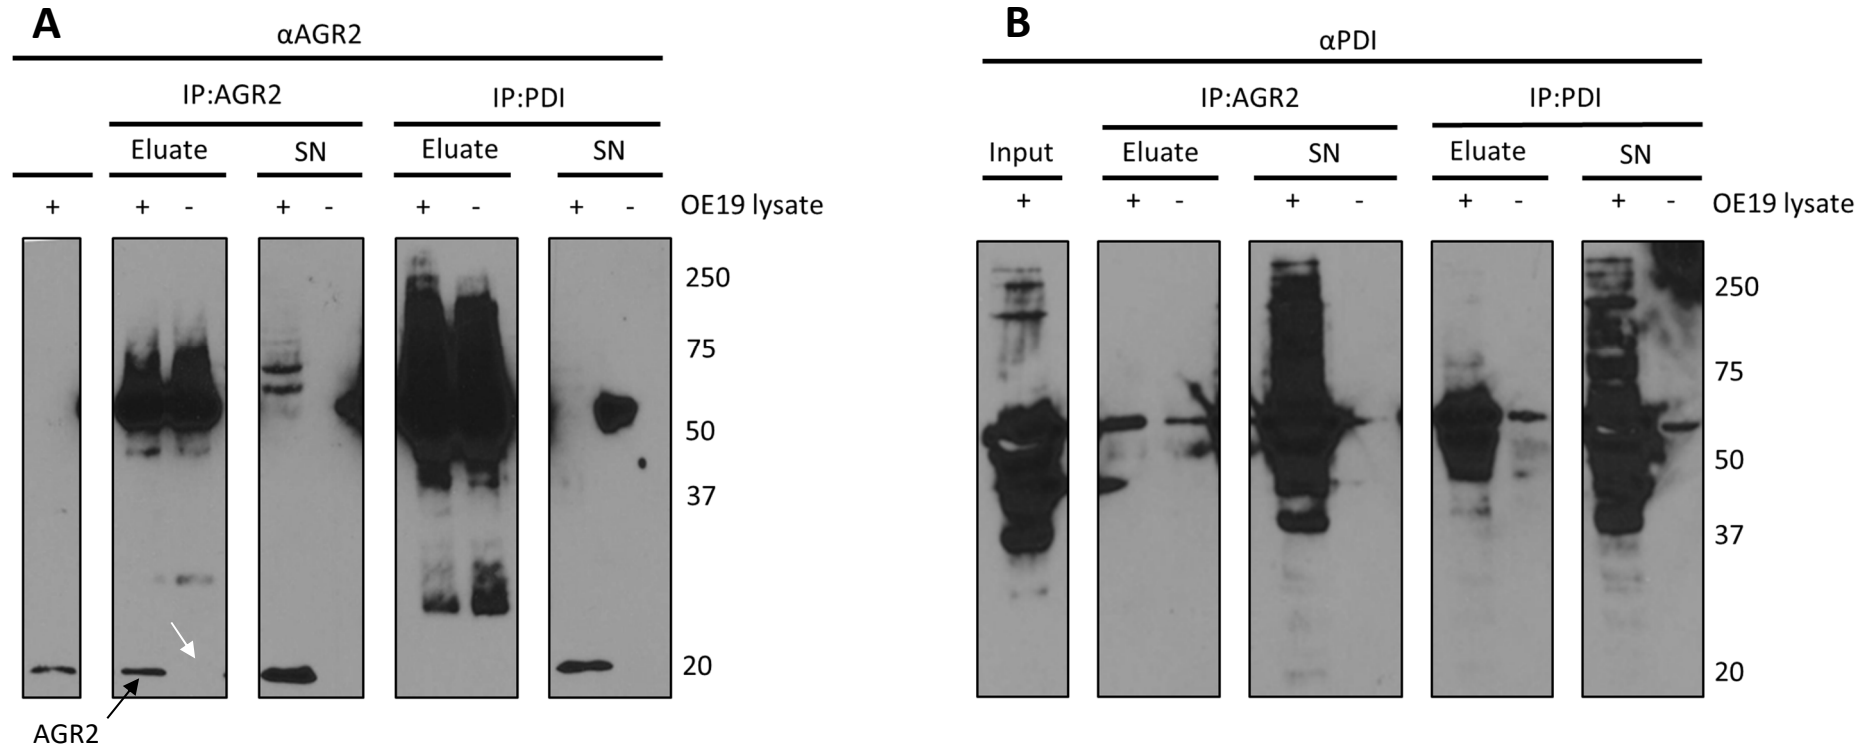 A
αAGR2
IP:AGR2 IP:PDI
Eluate SN Eluate SN
+ + - + - + - + - OE19 lysate
250
75
50
37
20
AGR2
B
αPDI
IP:AGR2 IP:PDI
Input Eluate SN Eluate SN
+ + - + - + - + - OE19 lysate
250
75
50
37
20